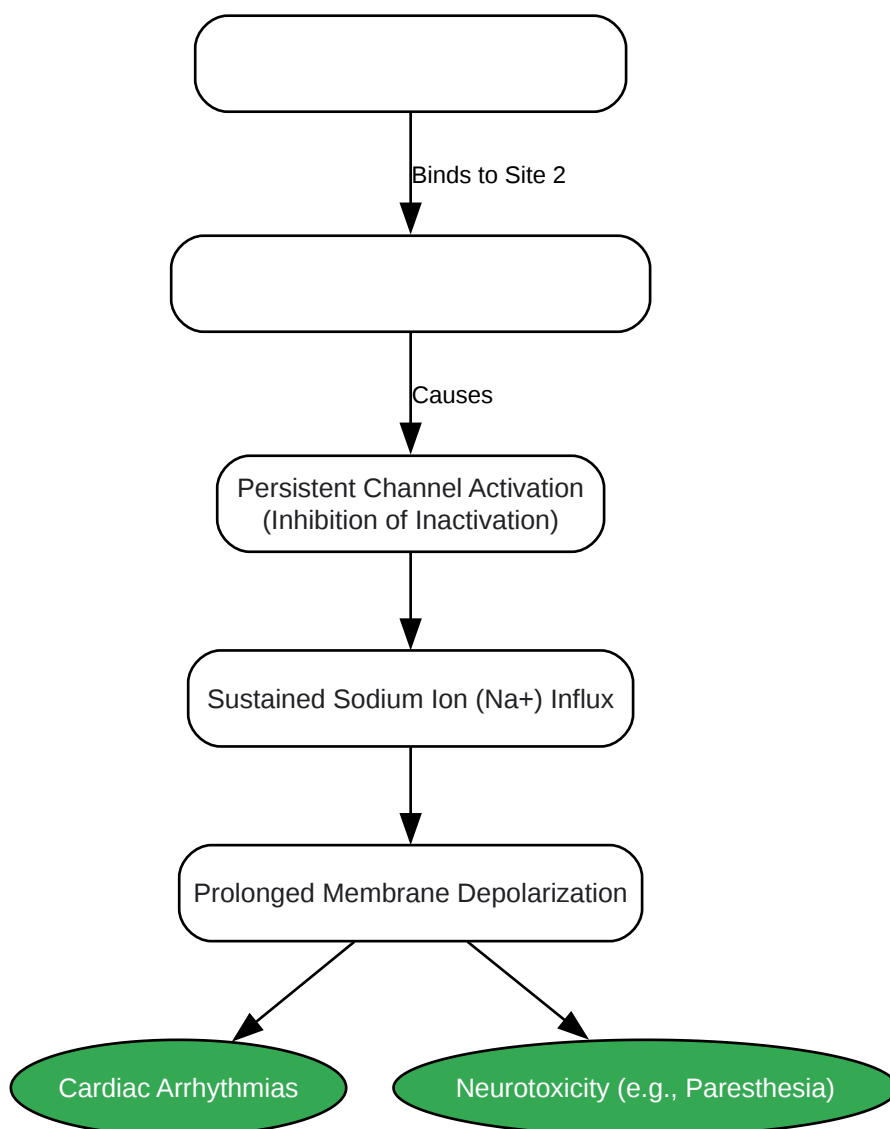 Binds to Site 2
Causes
Persistent Channel Activation
(Inhibition of Inactivation)
Sustained Sodium Ion (Na+) Influx
Prolonged Membrane Depolarization
Cardiac Arrhythmias
Neurotoxicity (e.g., Paresthesia)